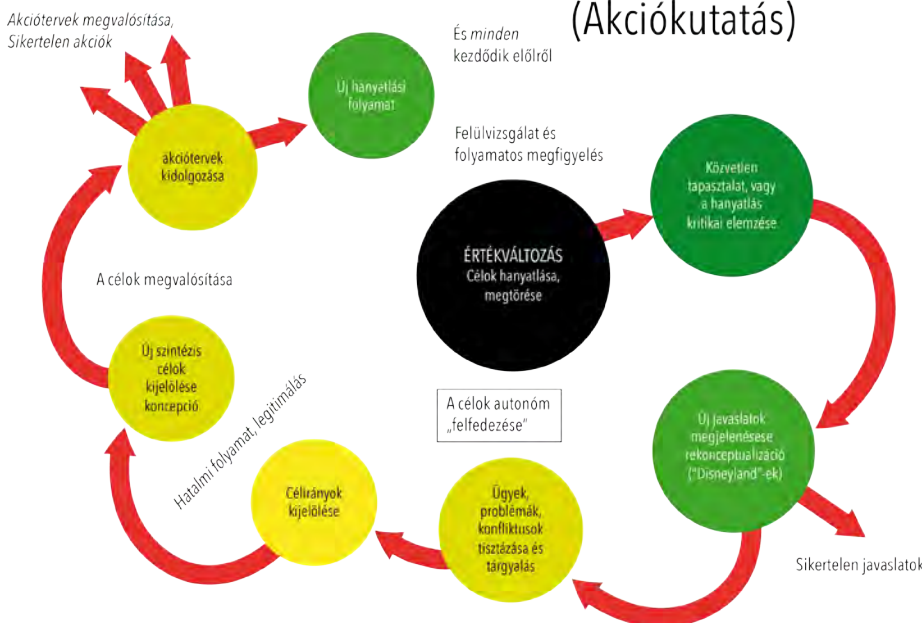 (Akciókutatás)
Akciótervek megvalósítása,
Sikertelen akciók
És minden
kezdődik előlről
Új hanyatlási
folyamat
Felülvizsgálat és
folyamatos megfigyelés
akciótervek
kidolgozása
Közvetlen
tapasztalat, vagy
a hanyatlás
kritikai elemzése
ÉRTÉKVÁLTOZÁS
Célok hanyatlása,
megtörése
A célok megvalósítása
Új szintézis
célok
kijelölése
koncepció
A célok autonóm
„felfedezése”
Hatalmi folyamat, legitimálás
Új javaslatok
megjelenésese
rekonceptualizáció
("Disneyland"-ek)
Célirányok
kijelölése
Ügyek,
problémák,
konfliktusok
tisztázása és
tárgyalás
Sikertelen javaslatok